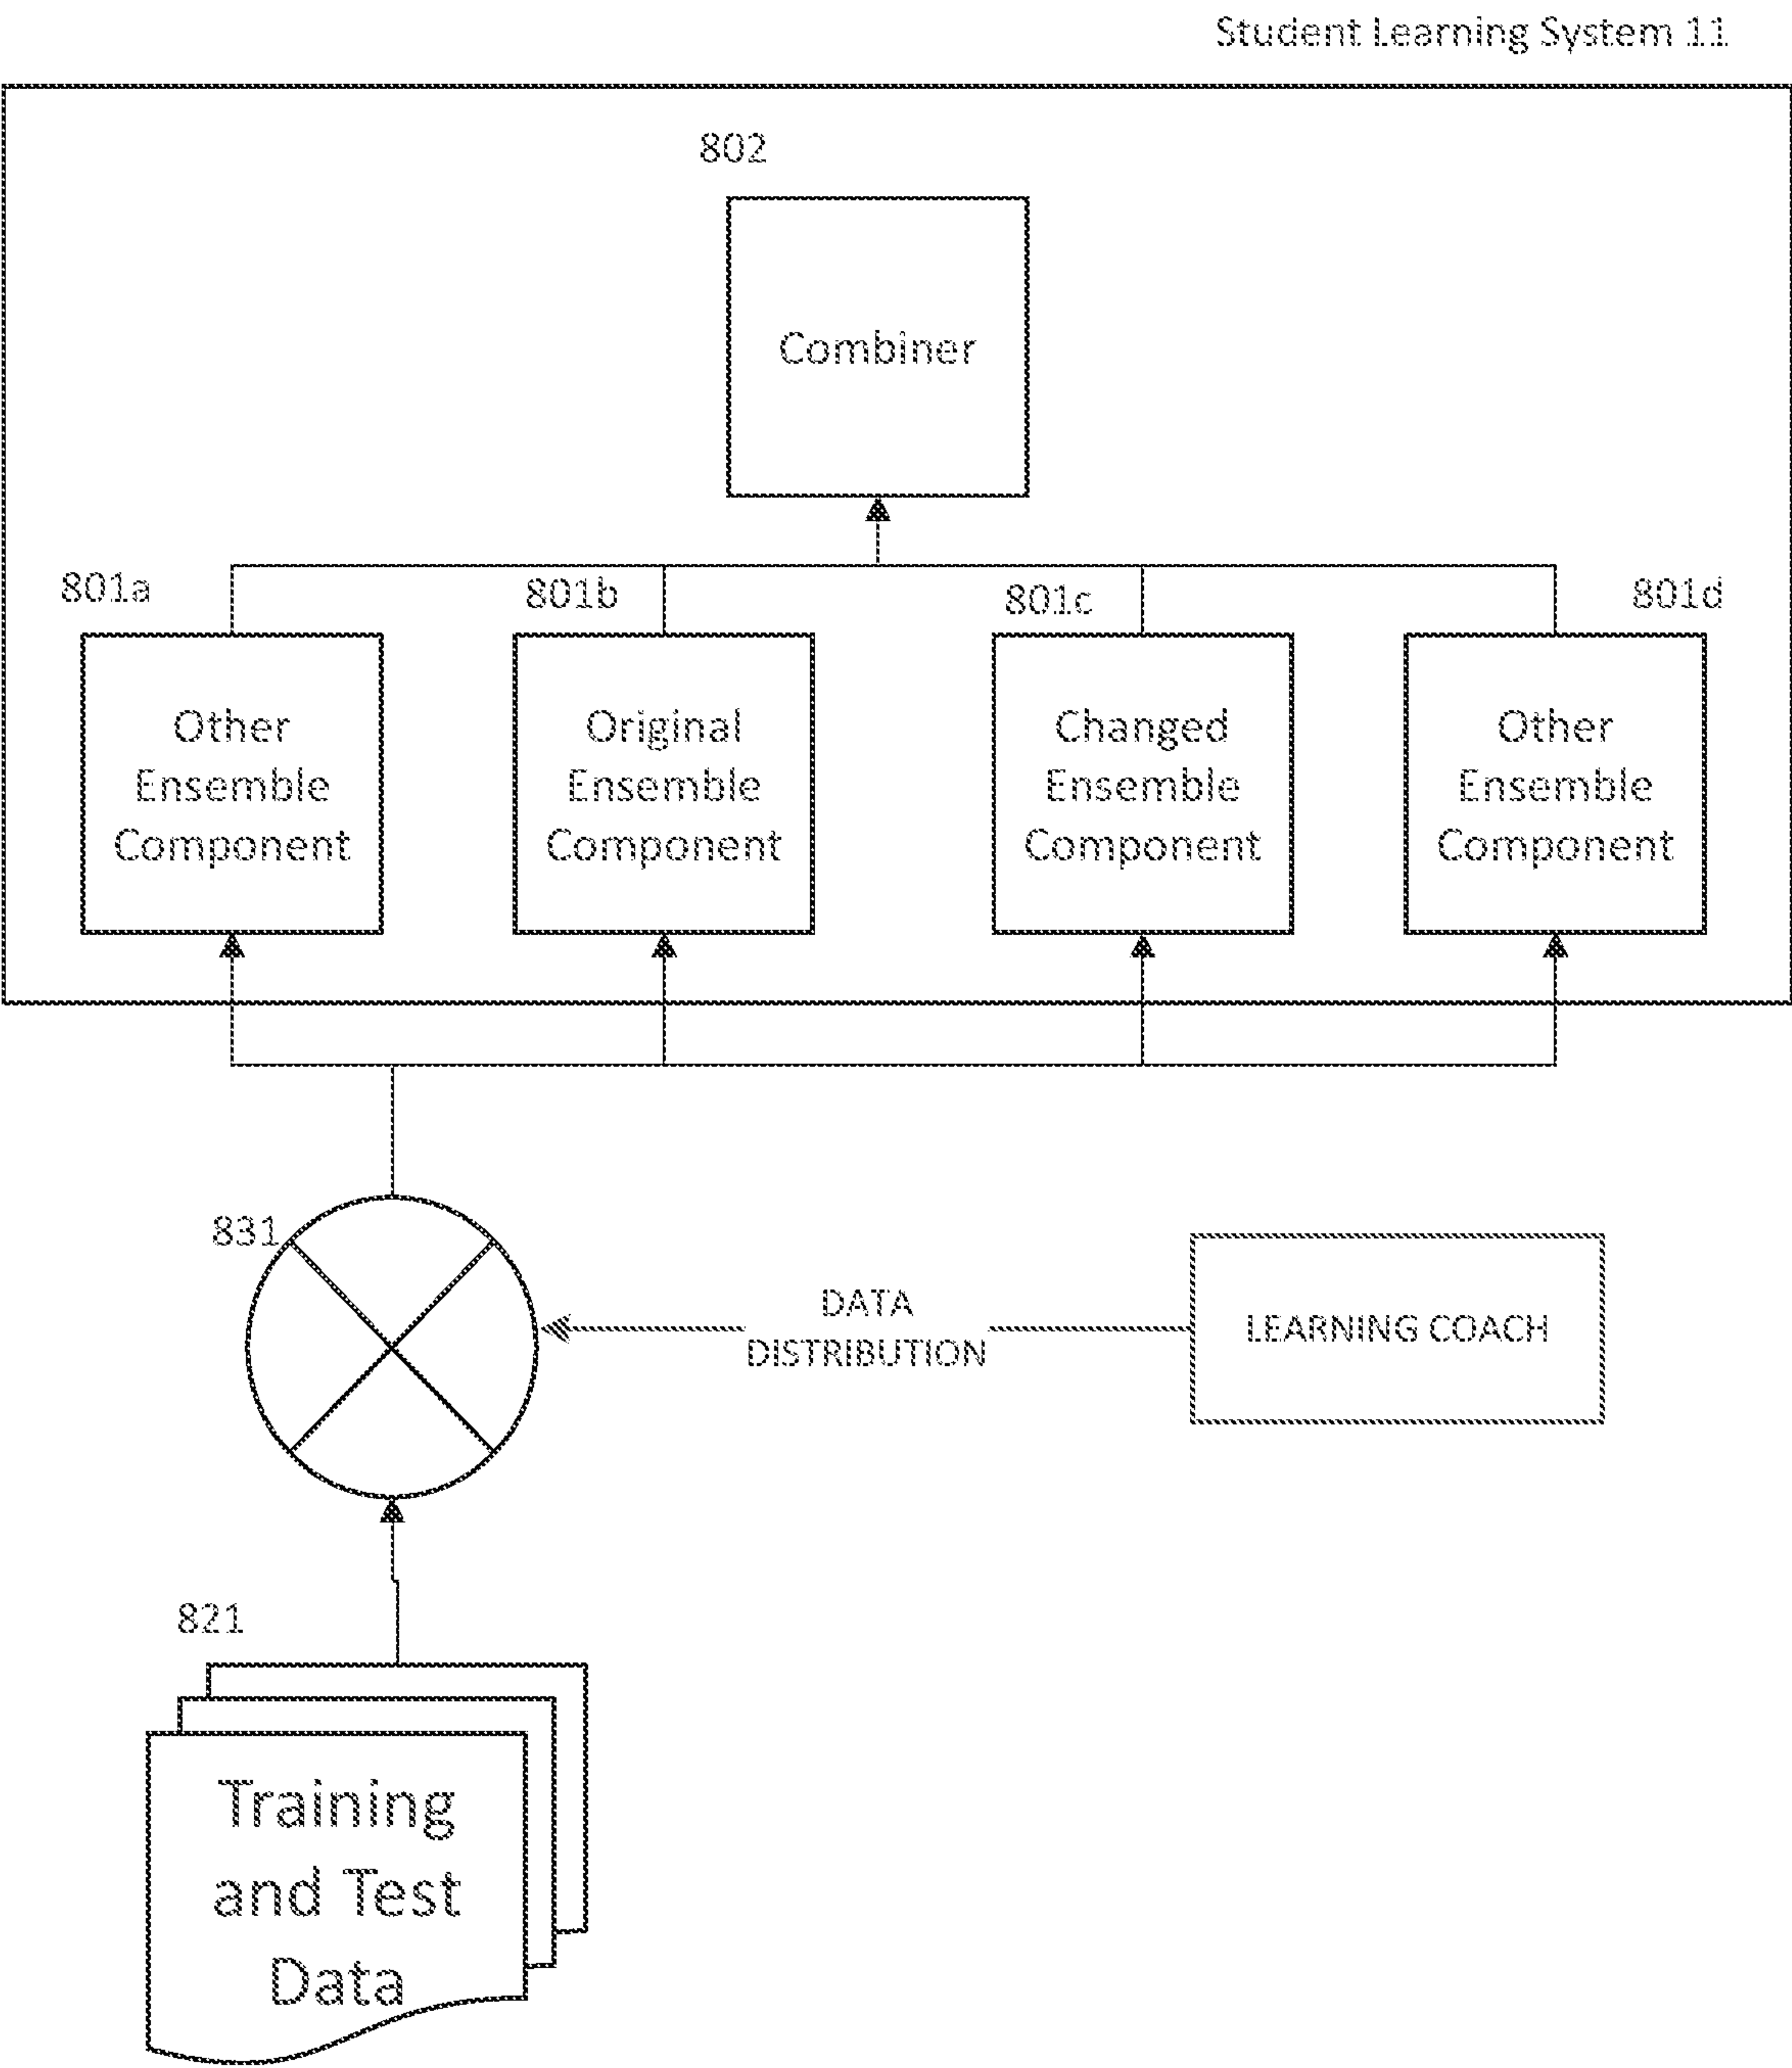 Student Learning System 11
802
Combiner
801a
801b
801c
801d
Other
Ensemble
Component
Original
Ensemble
Component
Changed
Ensemble
Component
Other
Ensemble
Component
831
DATA
DISTRIBUTION
LEARNING COACH
821
Training
and Test
Data